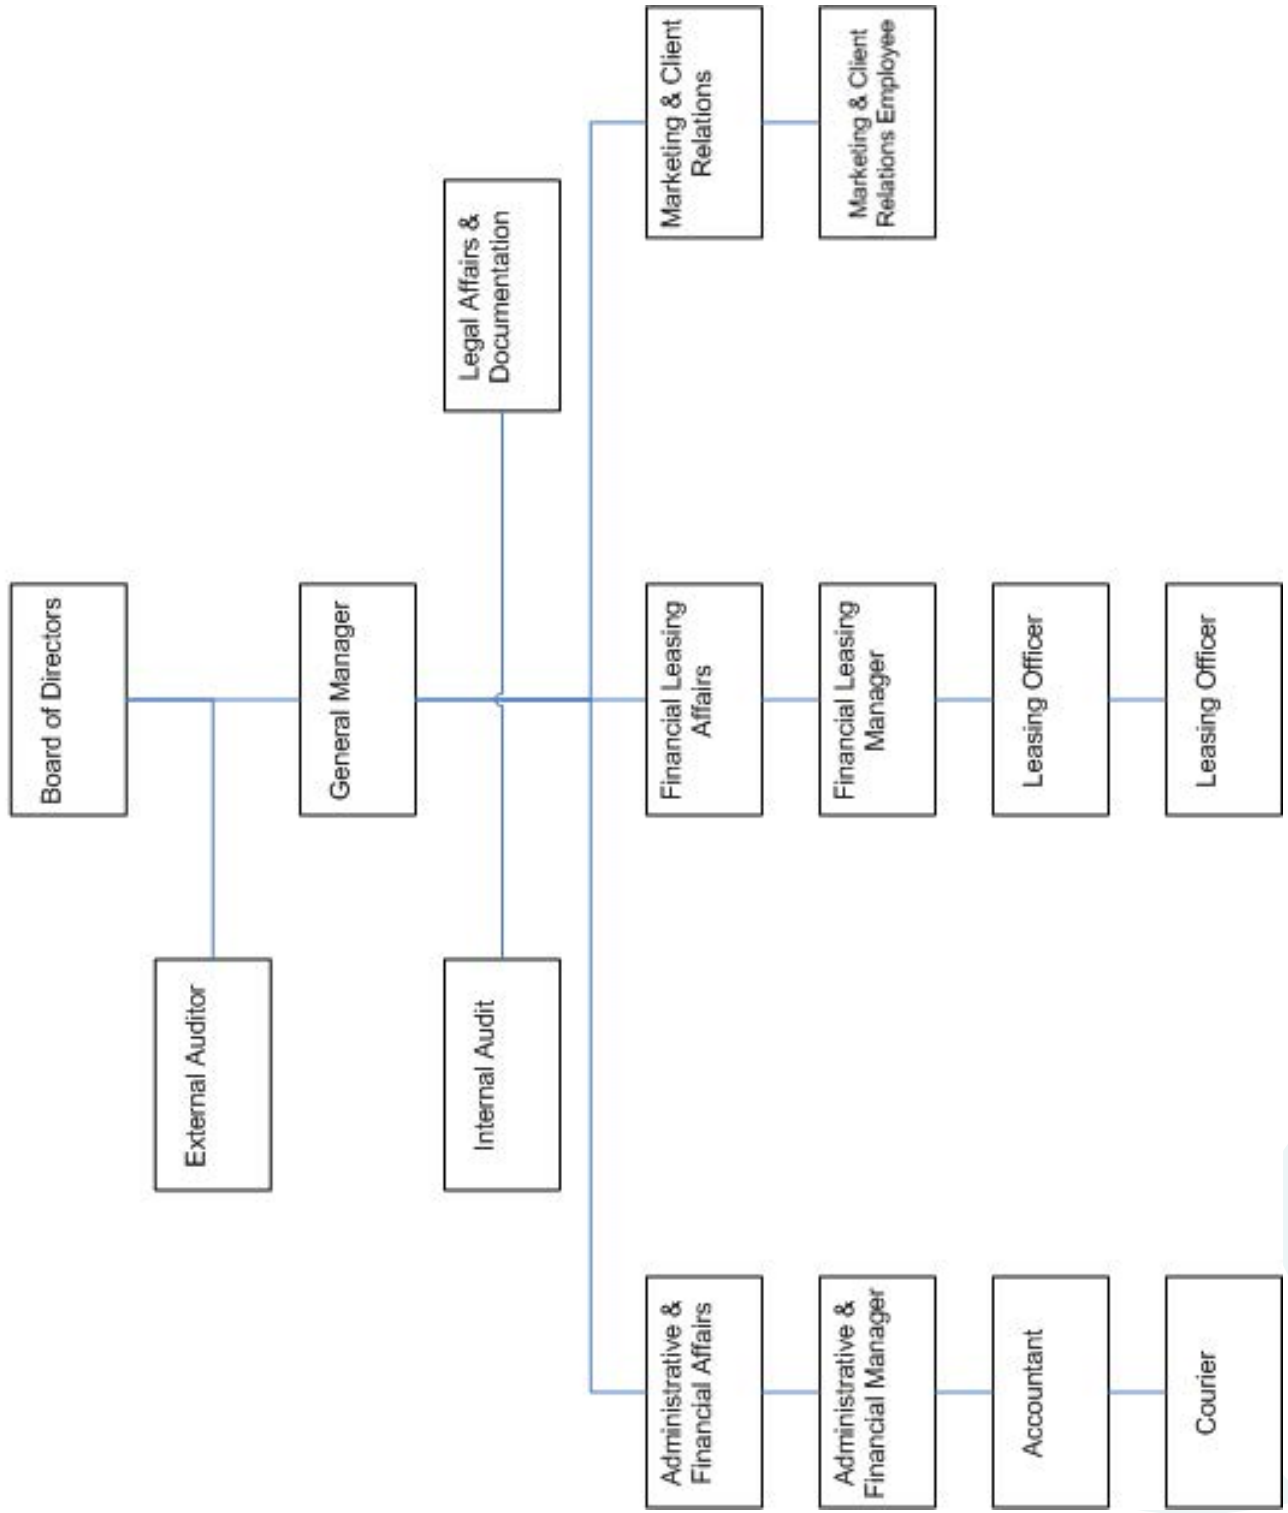 Board of Directors
External Auditor
General Manager
Internal Audit
Legal Affairs &
Documentation
Administrative &
Financial Affairs
Financial Leasing
Affairs
Marketing & Client
Relations
Administrative &
Financial Manager
Financial Leasing
Manager
Marketing & Client
Relations Employee
Accountant
Leasing Officer
Courier
Leasing Officer